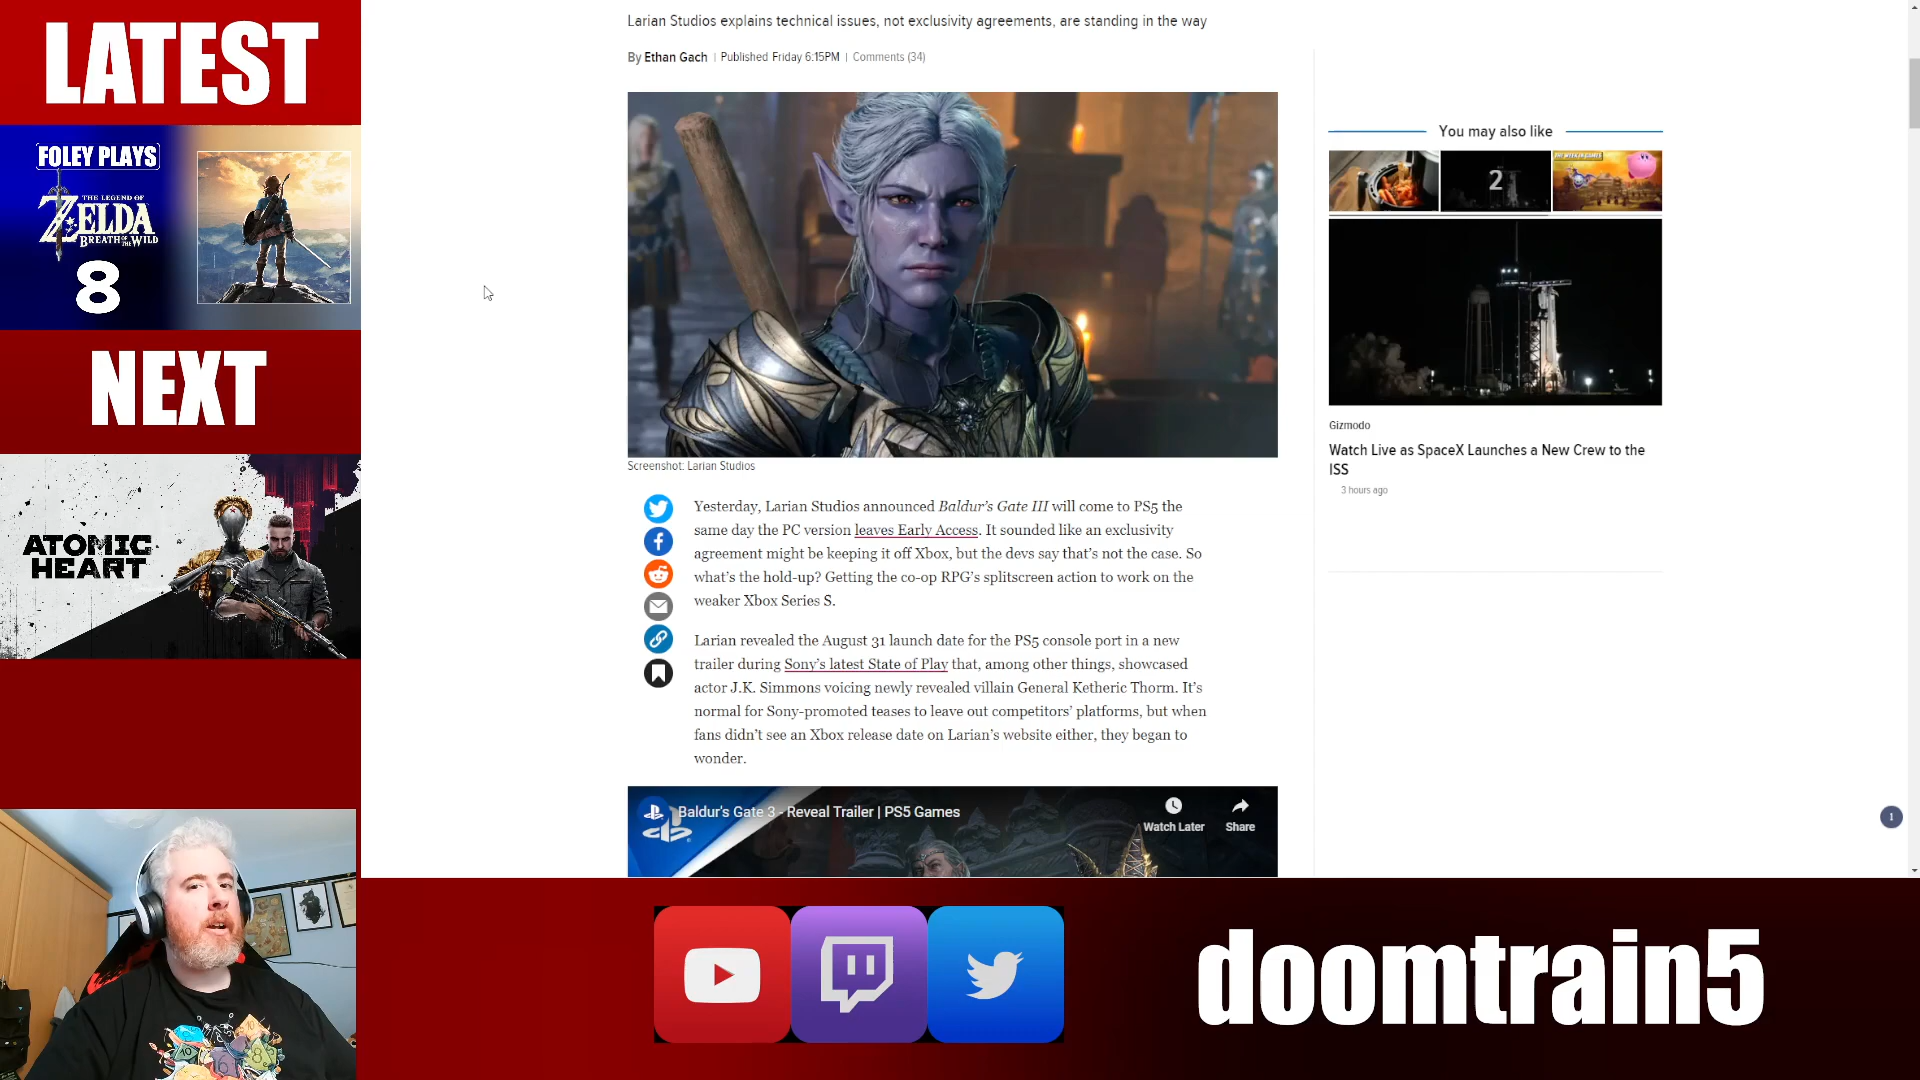 LATEST
FOLEY PLAYS
THE LEGEND OF
ZELDA
BREATH OF THE WILD
8
NEXT
ATOMIC
HEART
Larian Studios explains technical issues, not exclusivity agreements, are standing in the way
By Ethan Gach | Published Friday 6:15PM | Comments (34)
Screenshot: Larian Studios
Yesterday, Larian Studios announced Baldur's Gate III will come to PS5 the
same day the PC version leaves Early Access. It sounded like an exclusivity
agreement might be keeping it off Xbox, but the devs say that's not the case. So
what's the hold-up? Getting the co-op RPG's splitscreen action to work on the
weaker Xbox Series S.
Larian revealed the August 31 launch date for the PS5 console port in a new
trailer during Sony's latest State of Play that, among other things, showcased
actor J.K. Simmons voicing newly revealed villain General Ketheric Thorm. It's
normal for Sony-promoted teases to leave out competitors' platforms, but when
fans didn't see an Xbox release date on Larian's website either, they began to
wonder.
Baldur's Gate 3 - Reveal Trailer | PS5 Games
Watch Later
Share
You may also like
2
THE WEEK IN GAMES
Gizmodo
Watch Live as SpaceX Launches a New Crew to the
ISS
3 hours ago
1
doomtrain5